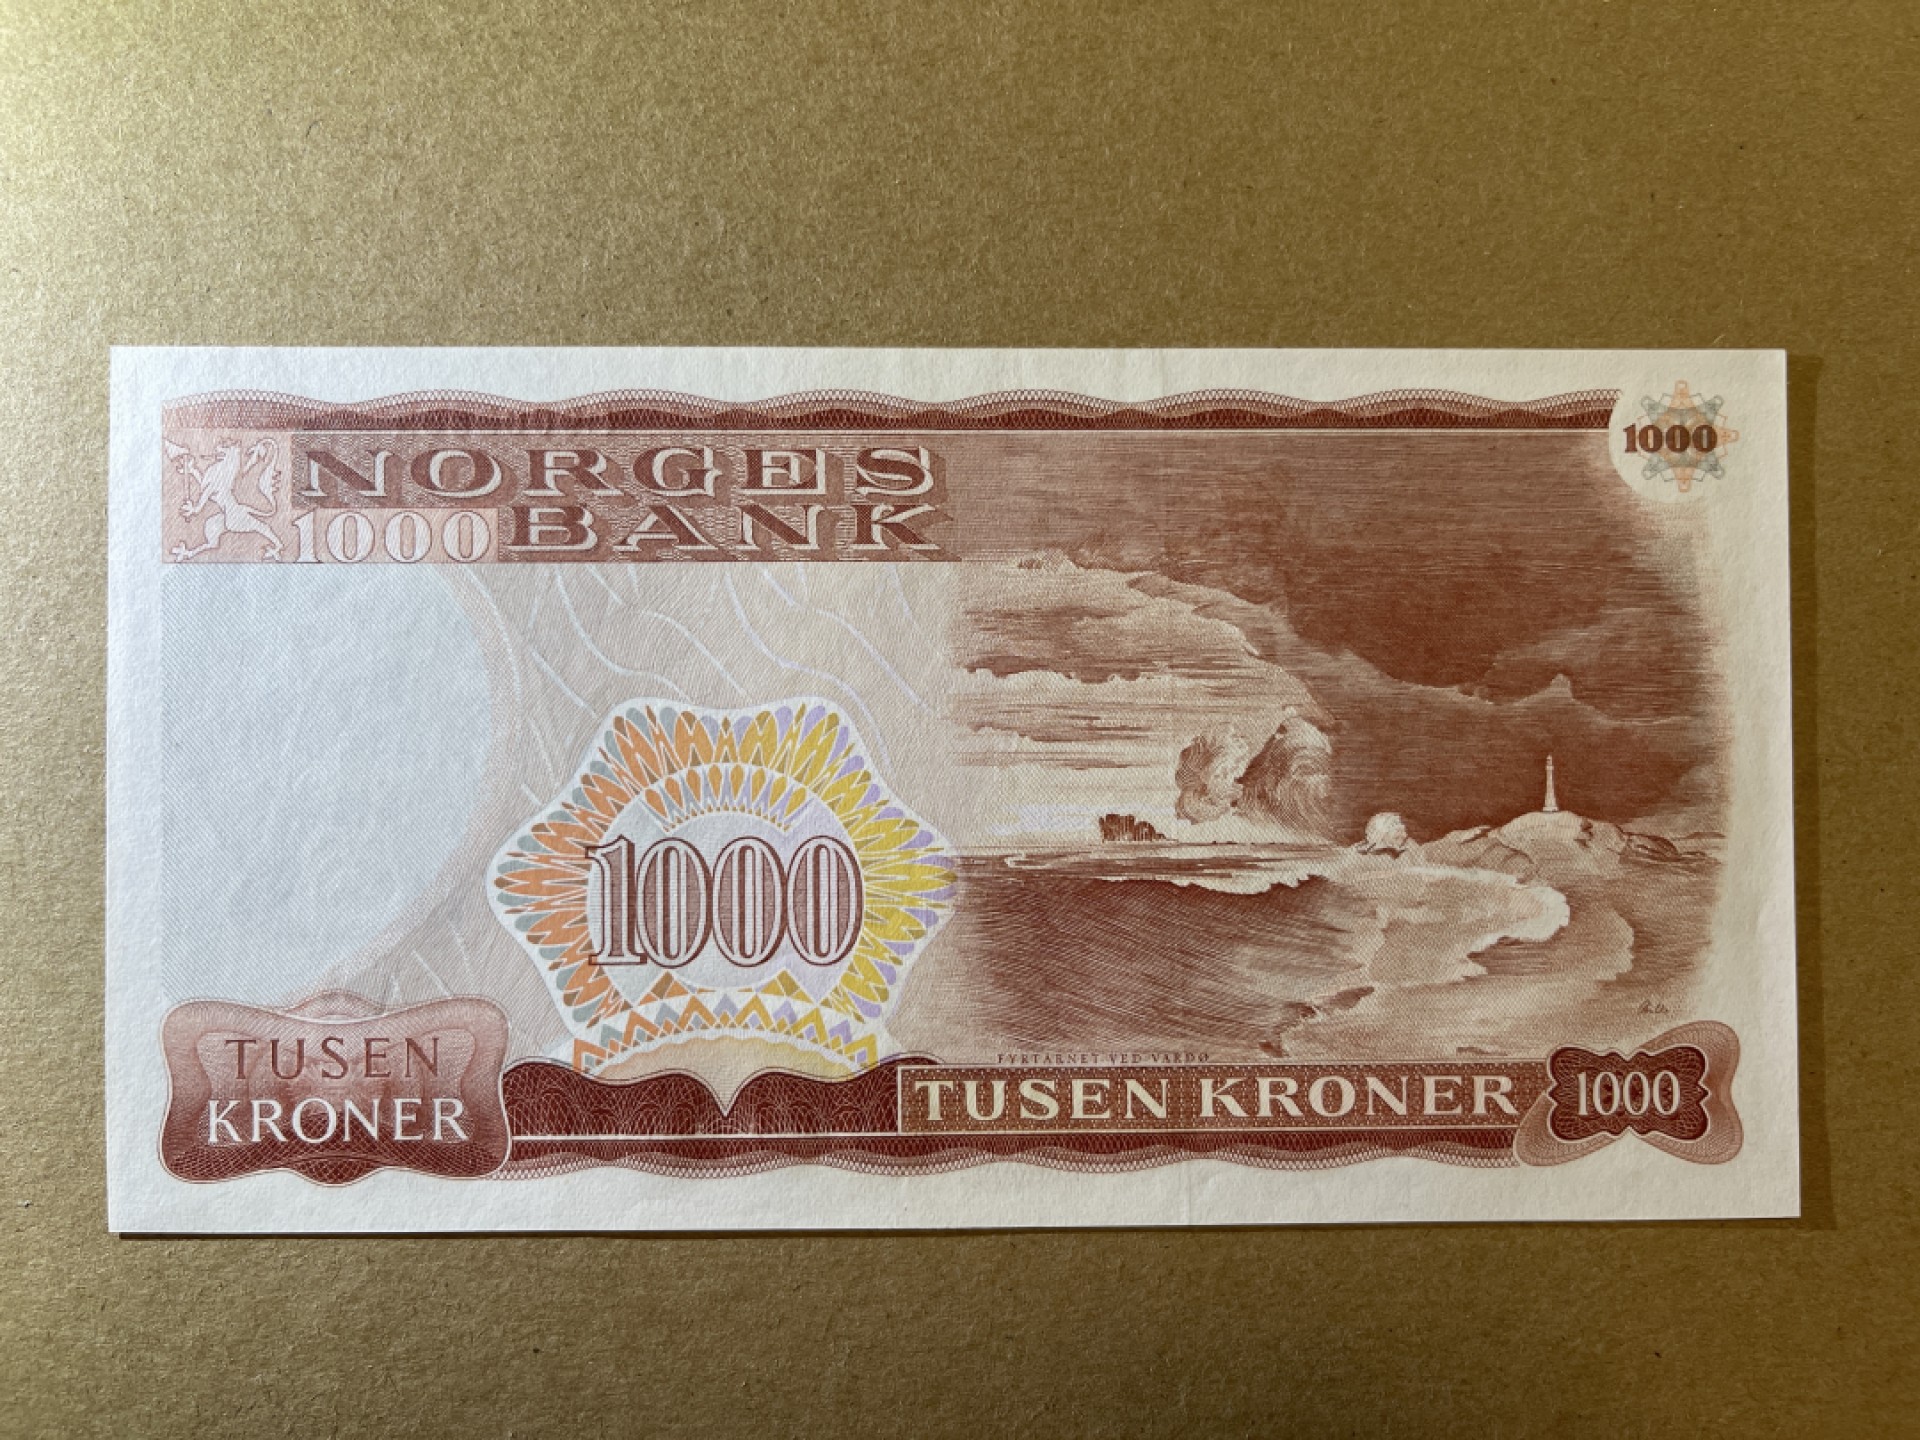 NORGES
1000 BANK
1000
1000
FYRTÅRNET VED VARDØ
TUSEN
KRONER
TUSEN KRONER
1000